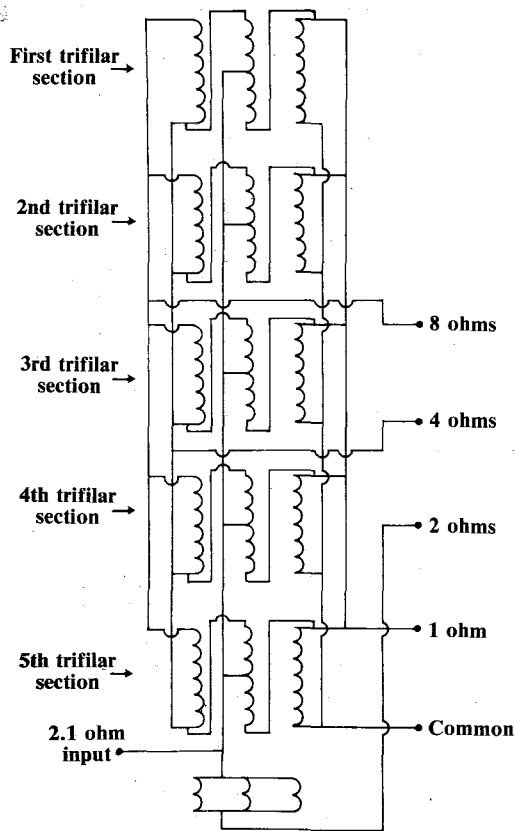 First trifilar
section
2nd trifilar
section
8 ohms
3rd trifilar
section
4 ohms
4th trifilar
section
2 ohms
1 ohm
5th trifilar
section
Common
2.1 ohm
input